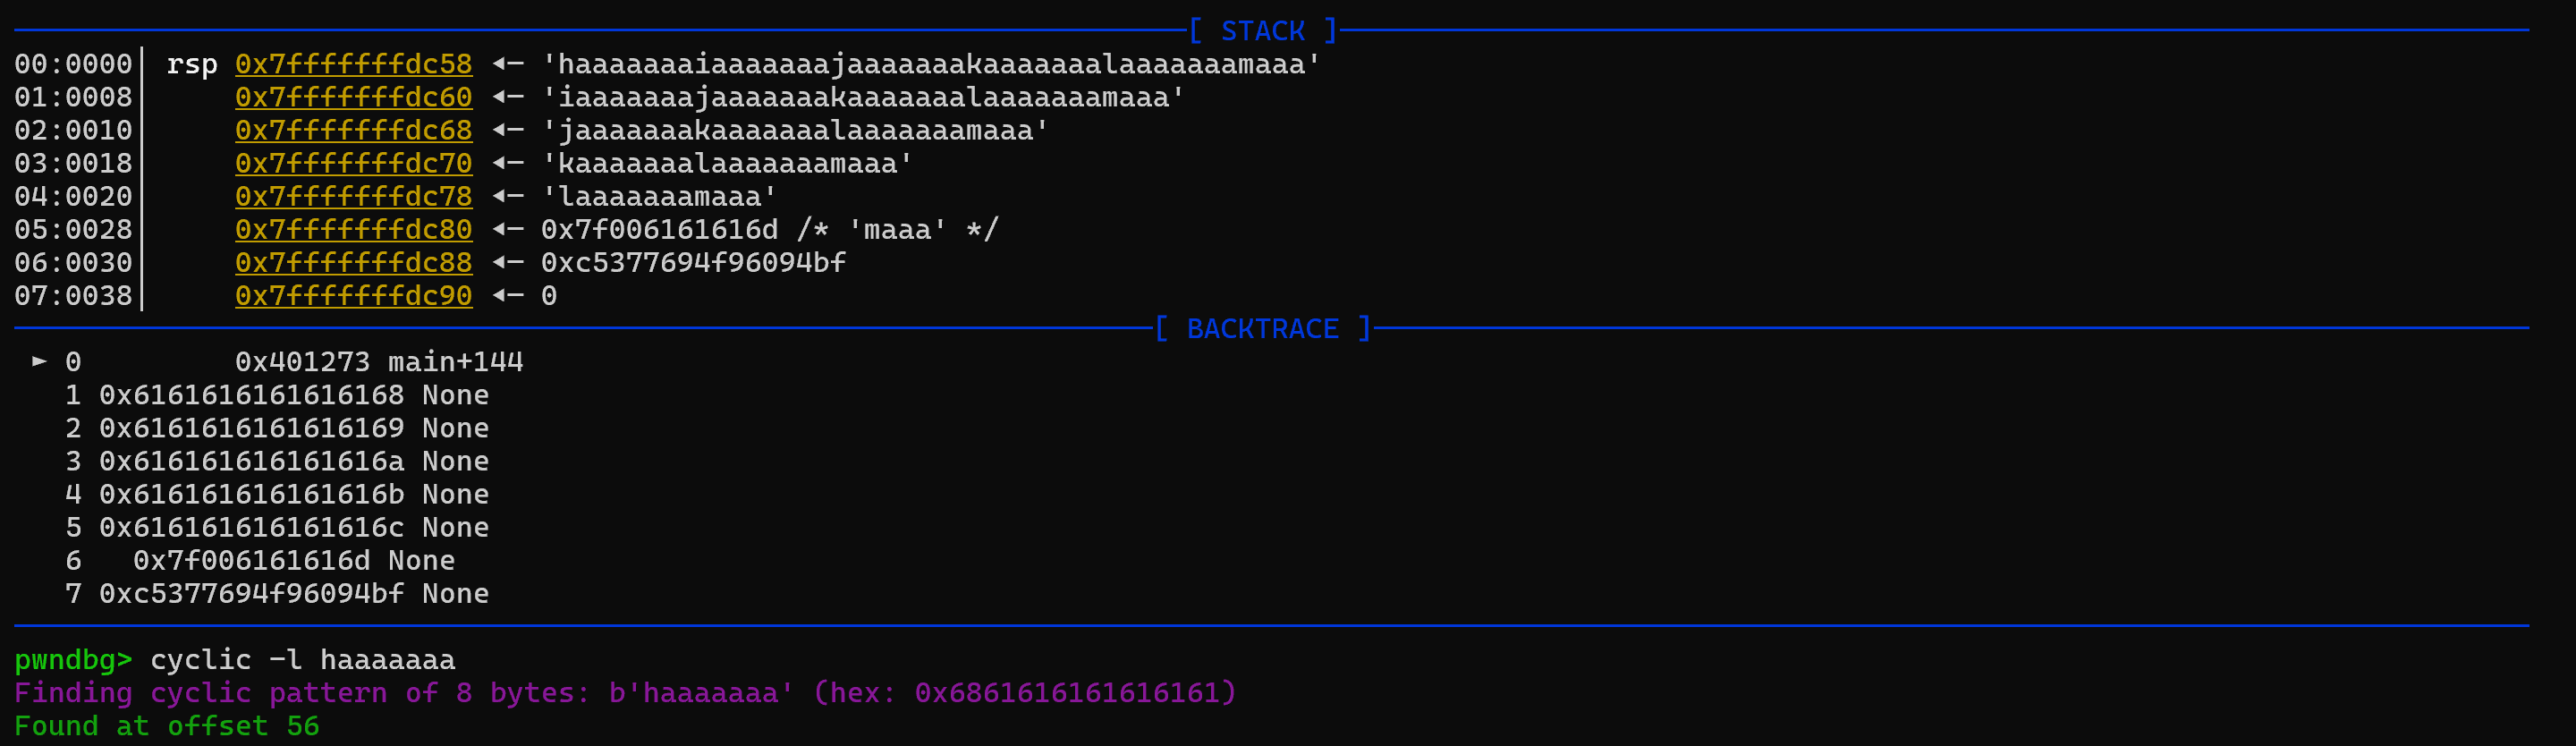 [ STACK ]
00:0000│ rsp 0x7fffffffdc58 ◂— 'haaaaaaaiaaaaaaajaaaaaaakaaaaaaalaaaaaaamaaa'
01:0008│     0x7fffffffdc60 ◂— 'iaaaaaaajaaaaaaakaaaaaaalaaaaaaamaaa'
02:0010│     0x7fffffffdc68 ◂— 'jaaaaaaakaaaaaaalaaaaaaamaaa'
03:0018│     0x7fffffffdc70 ◂— 'kaaaaaaalaaaaaaamaaa'
04:0020│     0x7fffffffdc78 ◂— 'laaaaaaamaaa'
05:0028│     0x7fffffffdc80 ◂— 0x7f006161616d /* 'maaa' */
06:0030│     0x7fffffffdc88 ◂— 0xc5377694f96094bf
07:0038│     0x7fffffffdc90 ◂— 0
[ BACKTRACE ]
► 0         0x401273 main+144
1 0x6161616161616168 None
2 0x6161616161616169 None
3 0x616161616161616a None
4 0x616161616161616b None
5 0x616161616161616c None
6   0x7f006161616d None
7 0xc5377694f96094bf None
pwndbg> cyclic -l haaaaaaa
Finding cyclic pattern of 8 bytes: b'haaaaaaa' (hex: 0x6861616161616161)
Found at offset 56